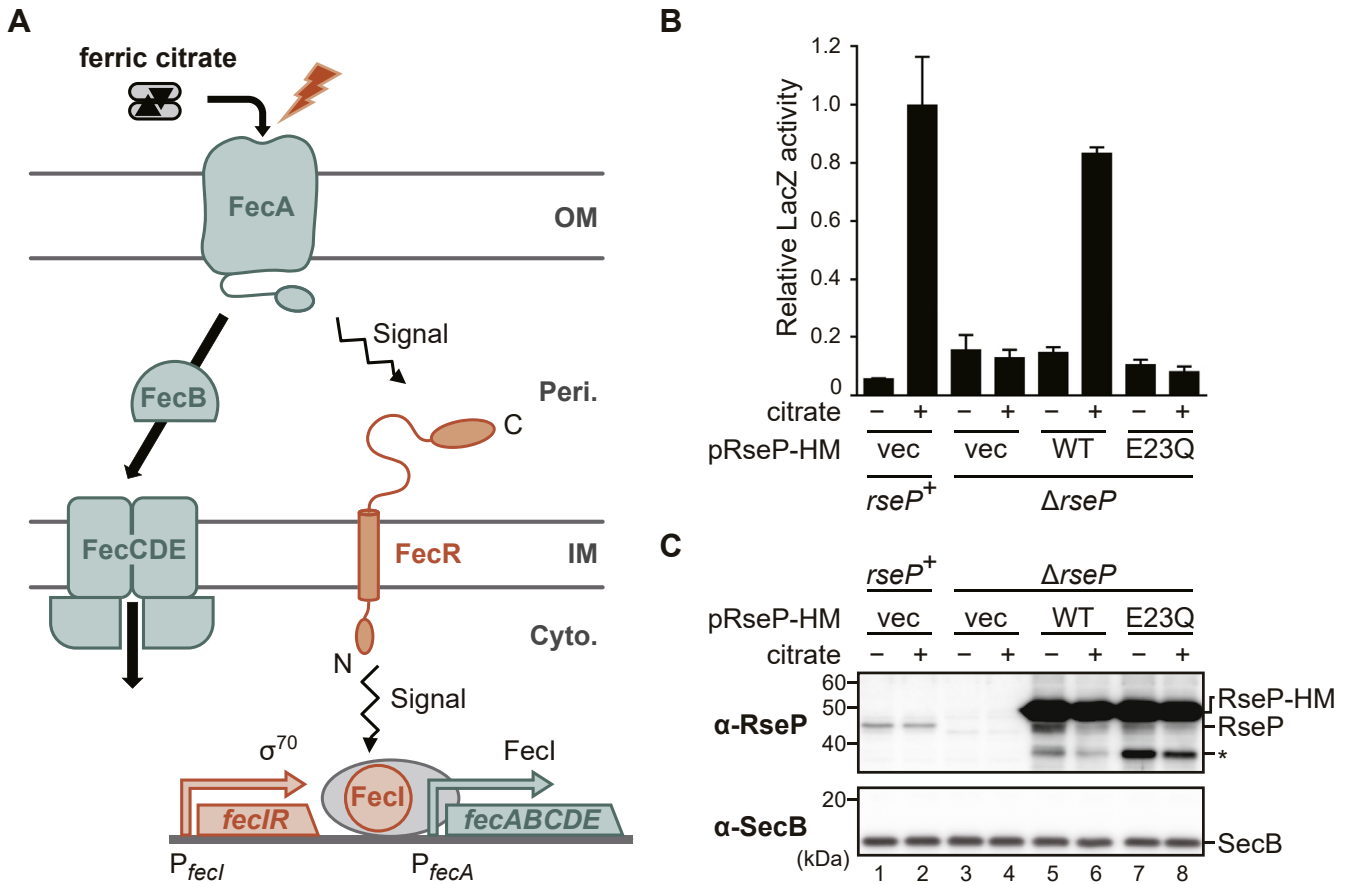 A
ferric citrate
FecA
OM
Signal
FecB
Peri.
C
FecCDE
FecR
IM
N
Cyto.
Signal
σ70
FecI
fecIR
FecI
fecABCDE
PfecI
PfecA
B
Relative LacZ activity
1.2
1.0
0.8
0.6
0.4
0.2
0
citrate − + − + − + − +
pRseP-HM vec vec WT E23Q
rseP+ ΔrseP
C
rseP+ ΔrseP
pRseP-HM vec vec WT E23Q
citrate − + − + − + − +
60
50
40
α-RseP
RseP-HM
RseP
*
20
α-SecB
SecB
(kDa)
1 2 3 4 5 6 7 8